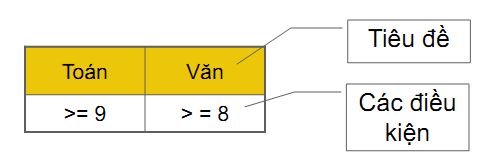 Tiêu đề
Toán Văn
>= 9 > = 8
Các điều
kiện